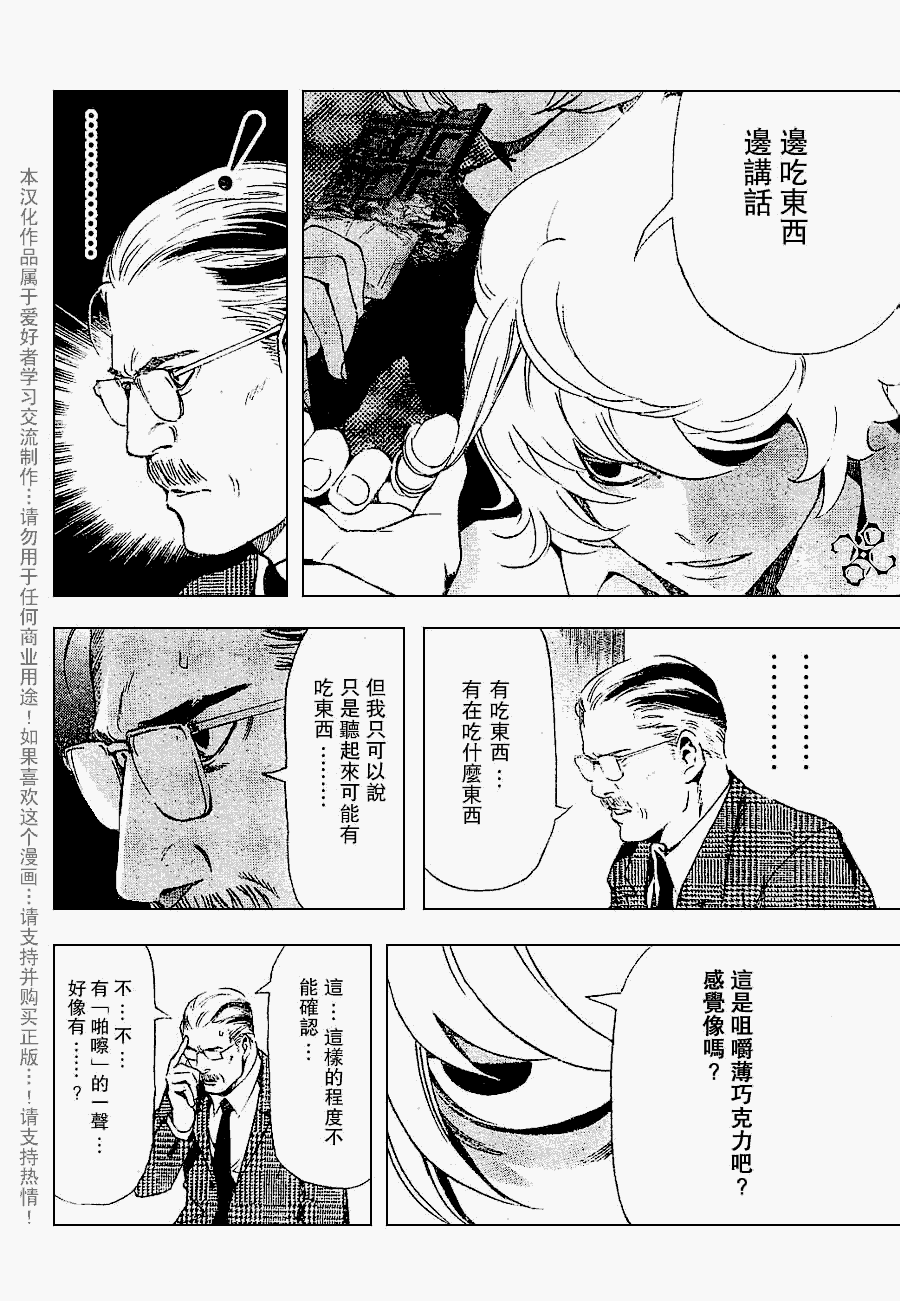 邊吃東西
邊講話
………………
………
………
有吃東西…
有在吃什麼東西
但我只可以說
只是聽起來可能有
吃東西………
這是咀嚼薄巧克力吧？
感覺像嗎？
這…這樣的程度不
能確認…
不…不…
有「啪嚓」的一聲…
好像有……？
本汉化作品属于爱好者学习交流制作…请勿用于任何商业用途！如果喜欢这个漫画…请支持并购买正版…！请支持热情！